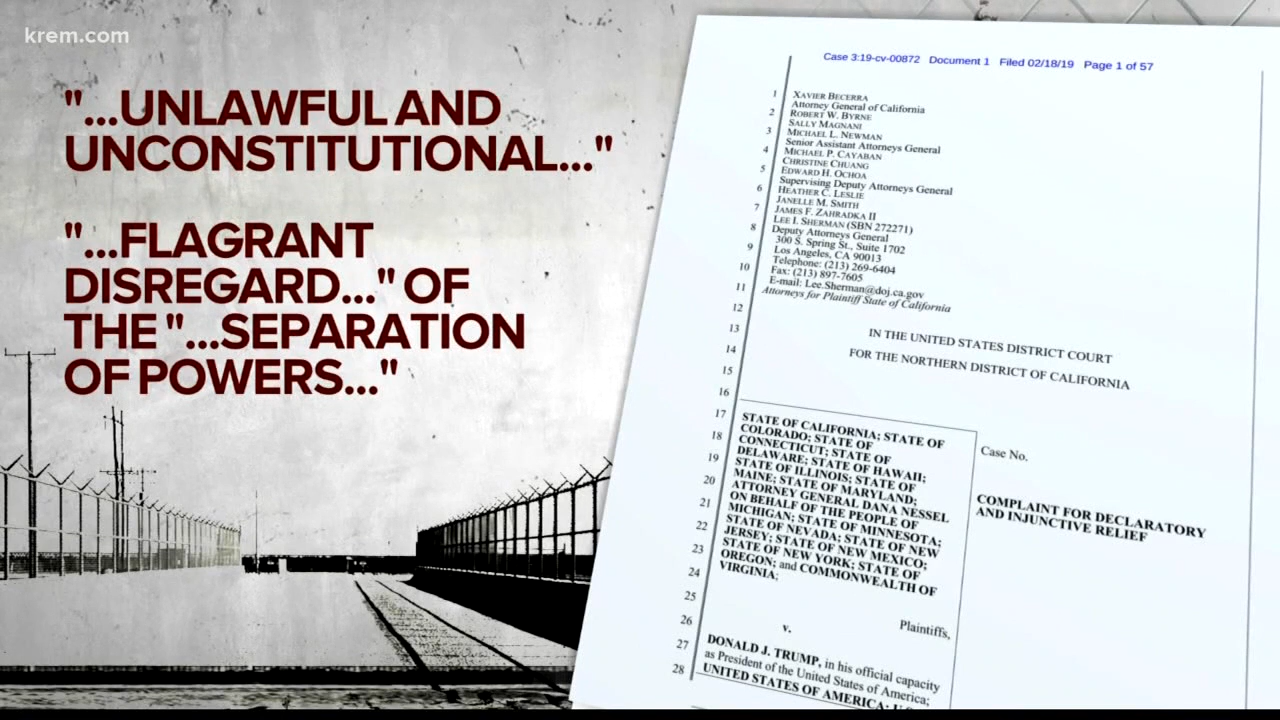 krem.com
"...UNLAWFUL AND
UNCONSTITUTIONAL..."
"...FLAGRANT
DISREGARD..." OF
THE "...SEPARATION
OF POWERS..."
Case 3:19-cv-00872 Document 1 Filed 02/18/19 Page 1 of 57
1 XAVIER BECERRA
Attorney General of California
2 ROBERT W. BYRNE
SALLY MAGNANI
3 MICHAEL L. NEWMAN
Senior Assistant Attorneys General
4 MICHAEL P. CAYABAN
CHRISTINE CHUANG
5 EDWARD H. OCHOA
Supervising Deputy Attorneys General
6 HEATHER C. LESLIE
JANELLE M. SMITH
7 JAMES F. ZAHRADKA II
LEE I. SHERMAN (SBN 272271)
8 Deputy Attorneys General
300 S. Spring St., Suite 1702
9 Los Angeles, CA 90013
Telephone: (213) 269-6404
10 Fax: (213) 897-7605
E-mail: Lee.Sherman@doj.ca.gov
11 Attorneys for Plaintiff State of California
12
13 IN THE UNITED STATES DISTRICT COURT
14 FOR THE NORTHERN DISTRICT OF CALIFORNIA
15
16
17 STATE OF CALIFORNIA; STATE OF
COLORADO; STATE OF
18 CONNECTICUT; STATE OF
DELAWARE; STATE OF HAWAII;
19 STATE OF ILLINOIS; STATE OF
MAINE; STATE OF MARYLAND;
20 ATTORNEY GENERAL DANA NESSEL
ON BEHALF OF THE PEOPLE OF
21 MICHIGAN; STATE OF MINNESOTA;
STATE OF NEVADA; STATE OF NEW
22 JERSEY; STATE OF NEW MEXICO;
STATE OF NEW YORK; STATE OF
23 OREGON; and COMMONWEALTH OF
VIRGINIA;
24
25
Plaintiffs,
26 v.
27 DONALD J. TRUMP, in his official capacity
as President of the United States of America;
28 UNITED STATES OF AMERICA;
Case No.
COMPLAINT FOR DECLARATORY
AND INJUNCTIVE RELIEF